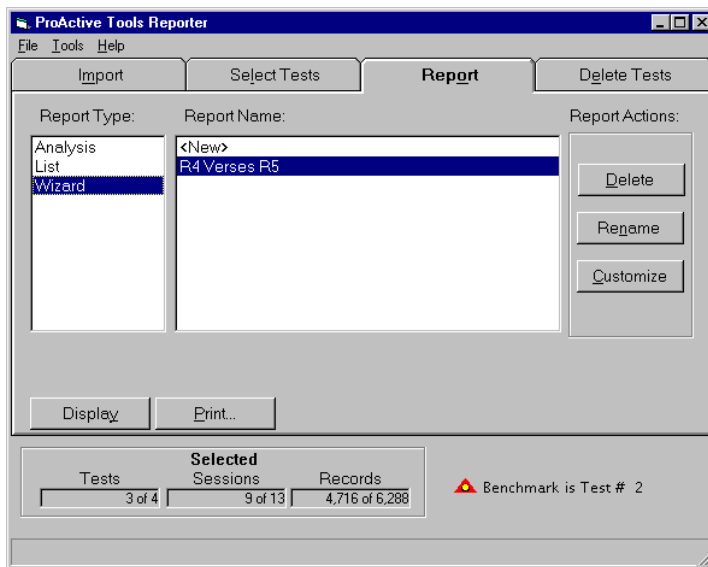 ProActive Tools Reporter
File Tools Help
Import Select Tests Report Delete Tests
Report Type: Report Name: Report Actions:
Analysis
List
Wizard
<New>
R4 Verses R5
Delete
Rename
Customize
Display Print...
Selected
Tests Sessions Records
3 of 4 9 of 13 4,716 of 6,288
Benchmark is Test # 2